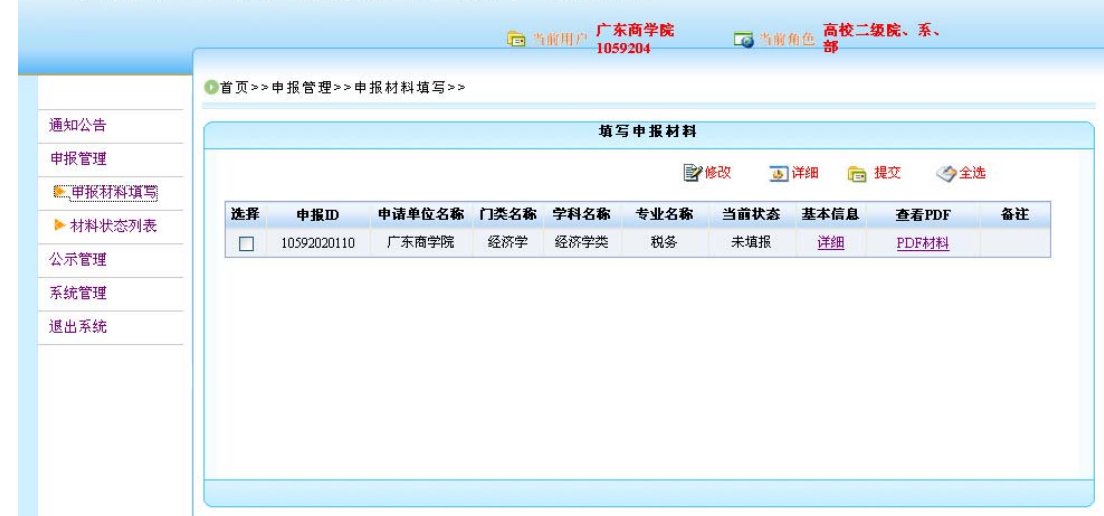 当前用户 广东商学院 当前角色 高校二级院、系、
1059204 部
首页>>申报管理>>申报材料填写>>
通知公告
申报管理
申报材料填写
材料状态列表
公示管理
系统管理
退出系统
填写申报材料
修改 详细 提交 全选
选择 申报ID 申请单位名称 门类名称 学科名称 专业名称 当前状态 基本信息 查看PDF 备注
10592020110 广东商学院 经济学 经济学类 税务 未填报 详细 PDF材料